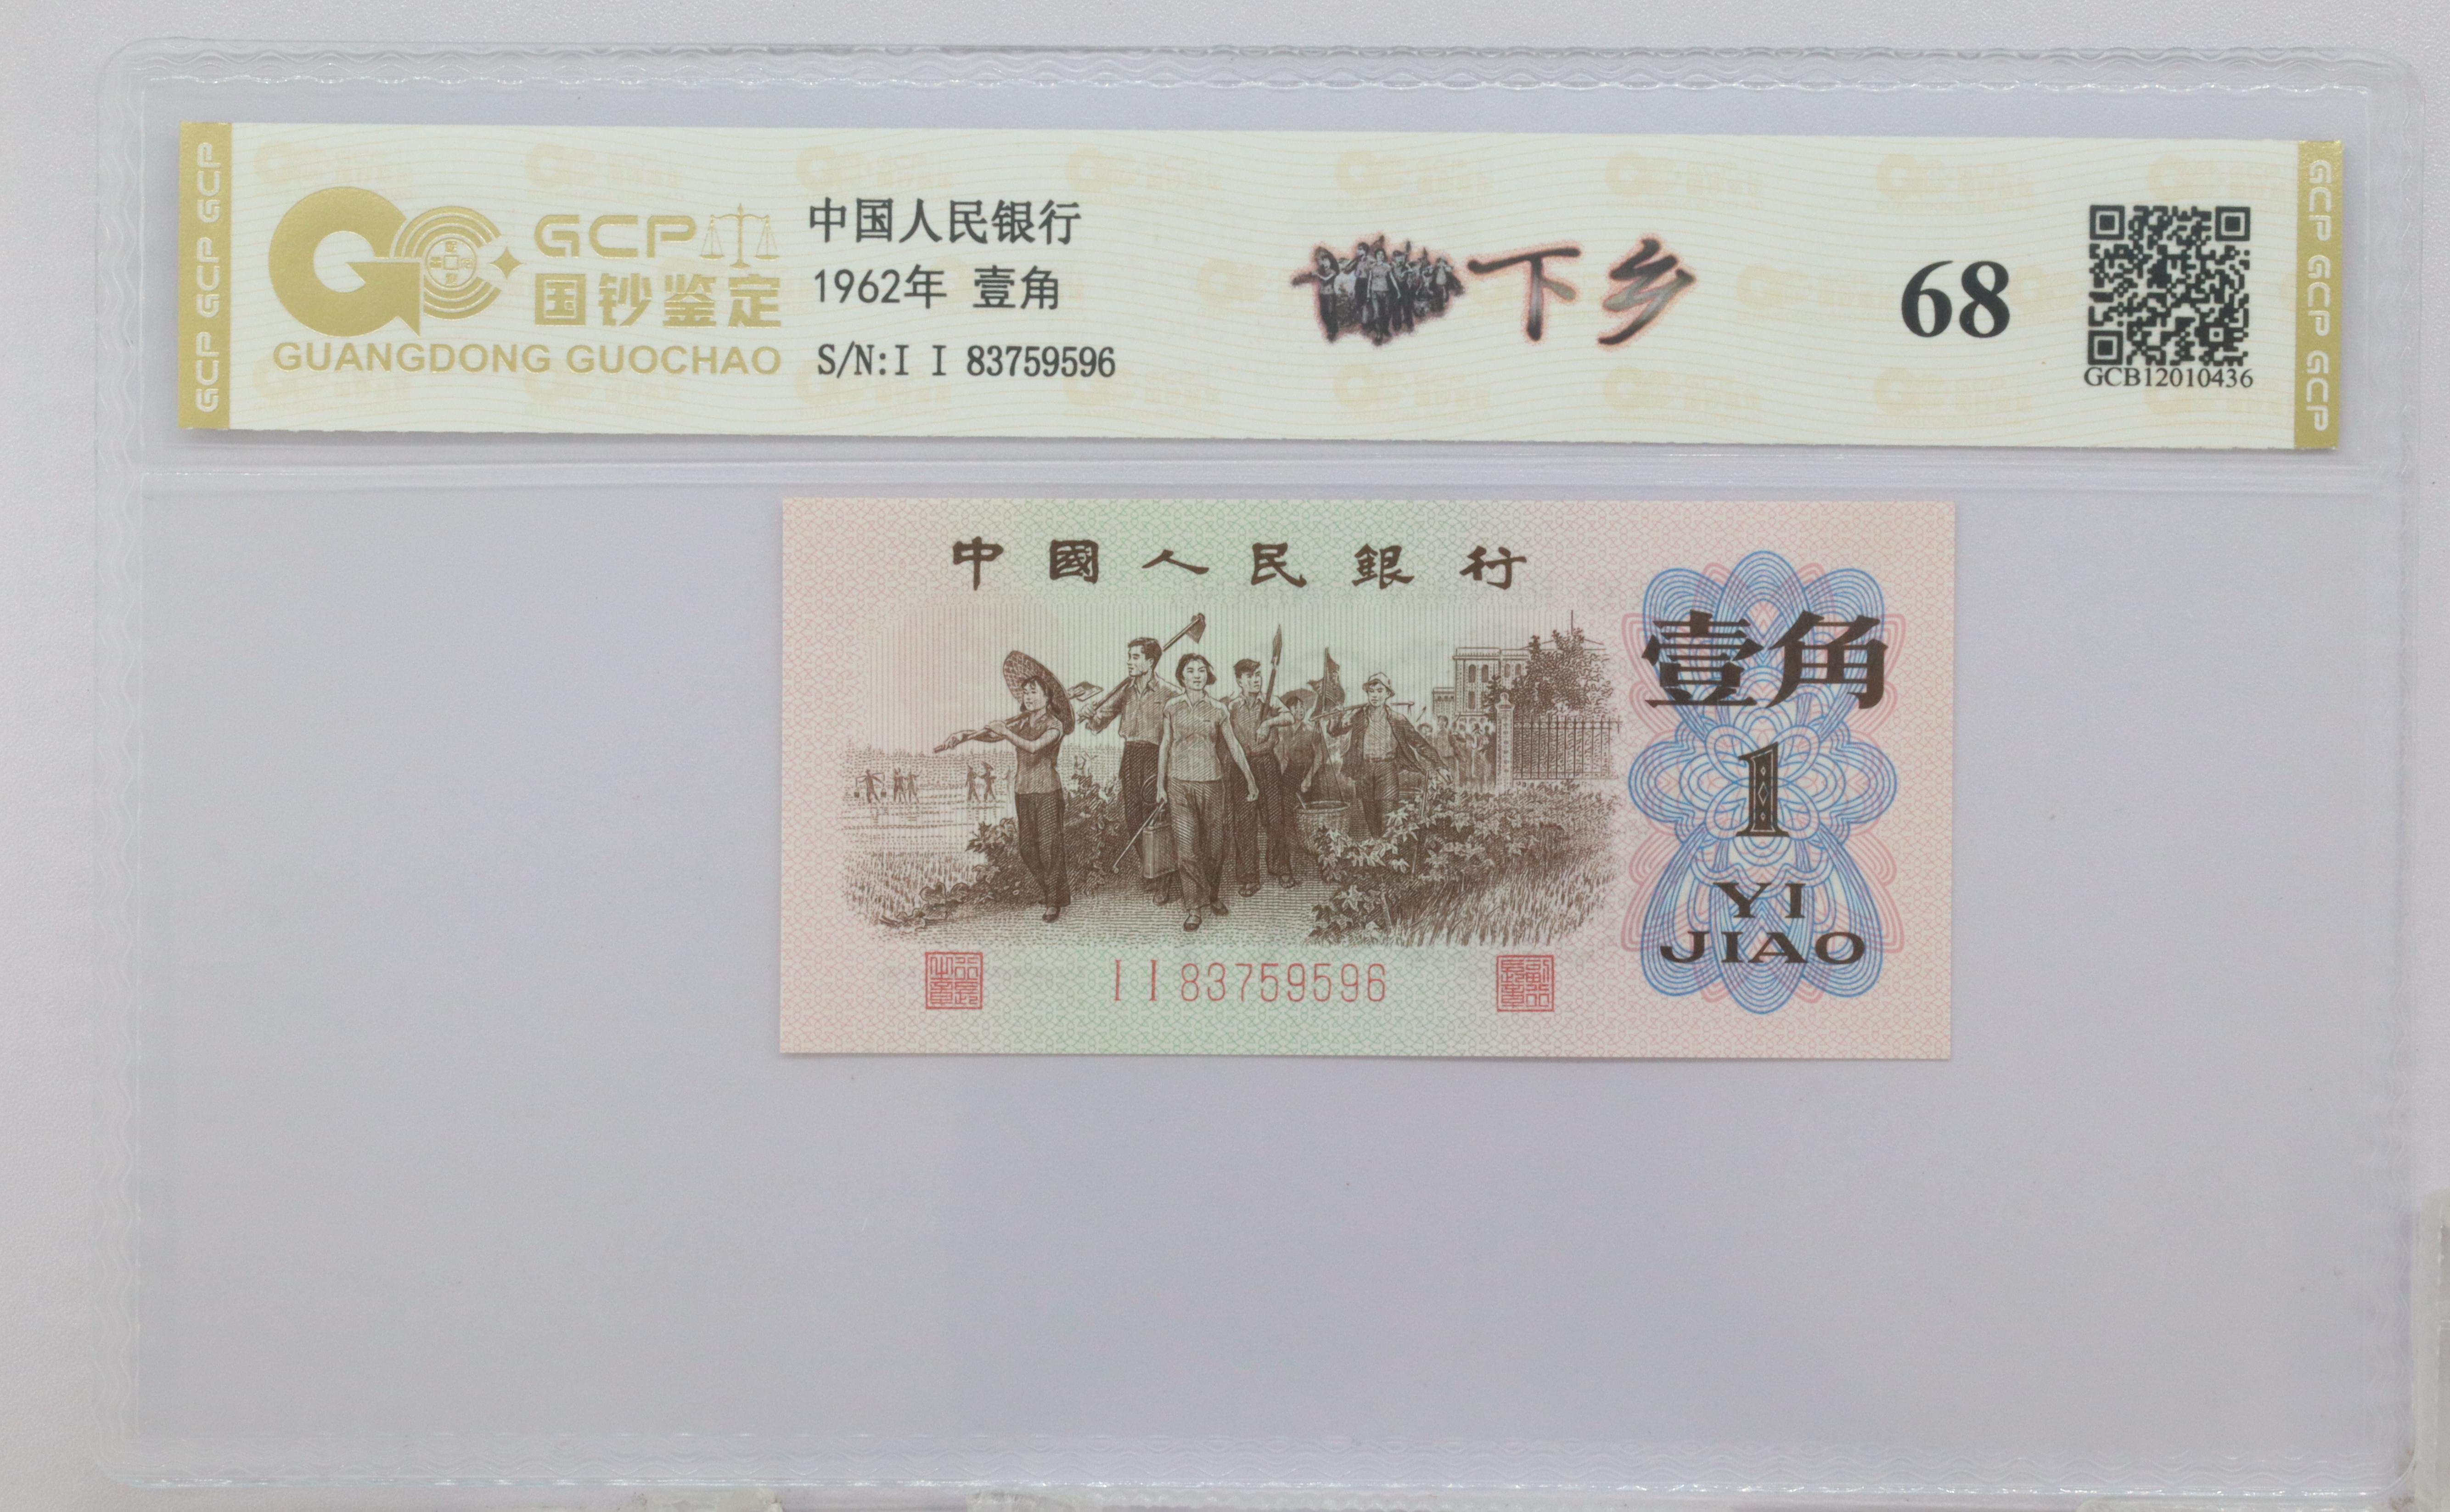 GCP GCP GCP
GCP
国钞鉴定
GUANGDONG GUOCHAO
中国人民银行
1962年 壹角
S/N:I I 83759596
下乡
68
GCB12010436
GCP GCP GCP
中國人民銀行
壹角
1
YI
JIAO
I I 83759596